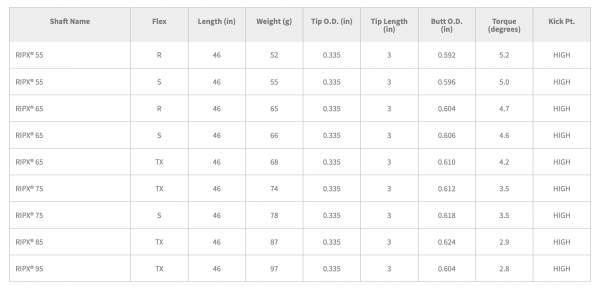 Shaft Name Flex Length (in) Weight (g) Tip O.D. (in) Tip Length (in) Butt O.D. (in) Torque (degrees) Kick Pt.
RIPX® 55 R 46 52 0.335 3 0.592 5.2 HIGH
RIPX® 55 S 46 55 0.335 3 0.596 5.0 HIGH
RIPX® 65 R 46 65 0.335 3 0.604 4.7 HIGH
RIPX® 65 S 46 66 0.335 3 0.606 4.6 HIGH
RIPX® 65 TX 46 68 0.335 3 0.610 4.2 HIGH
RIPX® 75 TX 46 74 0.335 3 0.612 3.5 HIGH
RIPX® 75 S 46 78 0.335 3 0.618 3.5 HIGH
RIPX® 85 TX 46 87 0.335 3 0.624 2.9 HIGH
RIPX® 95 TX 46 97 0.335 3 0.604 2.8 HIGH